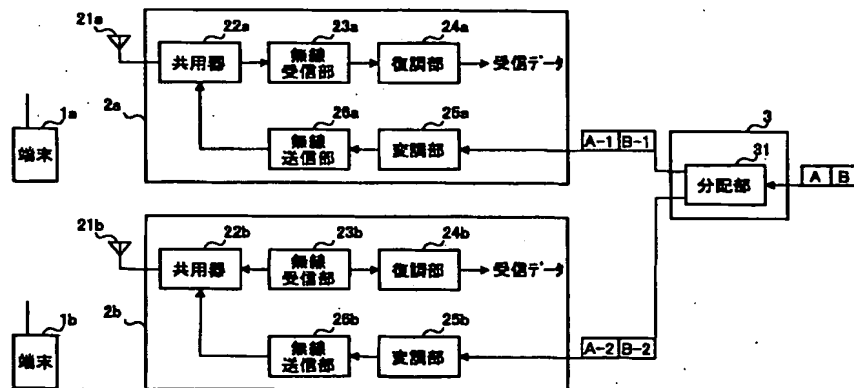 21a
22a
23a
24a
共用器
無線
受信部
復調部
受信データ
1a
2a
26a
25a
3
端末
無線
送信部
変調部
A-1 B-1
31
分配部
A B
21b
22b
23b
24b
共用器
無線
受信部
復調部
受信データ
1b
2b
26b
25b
端末
無線
送信部
変調部
A-2 B-2